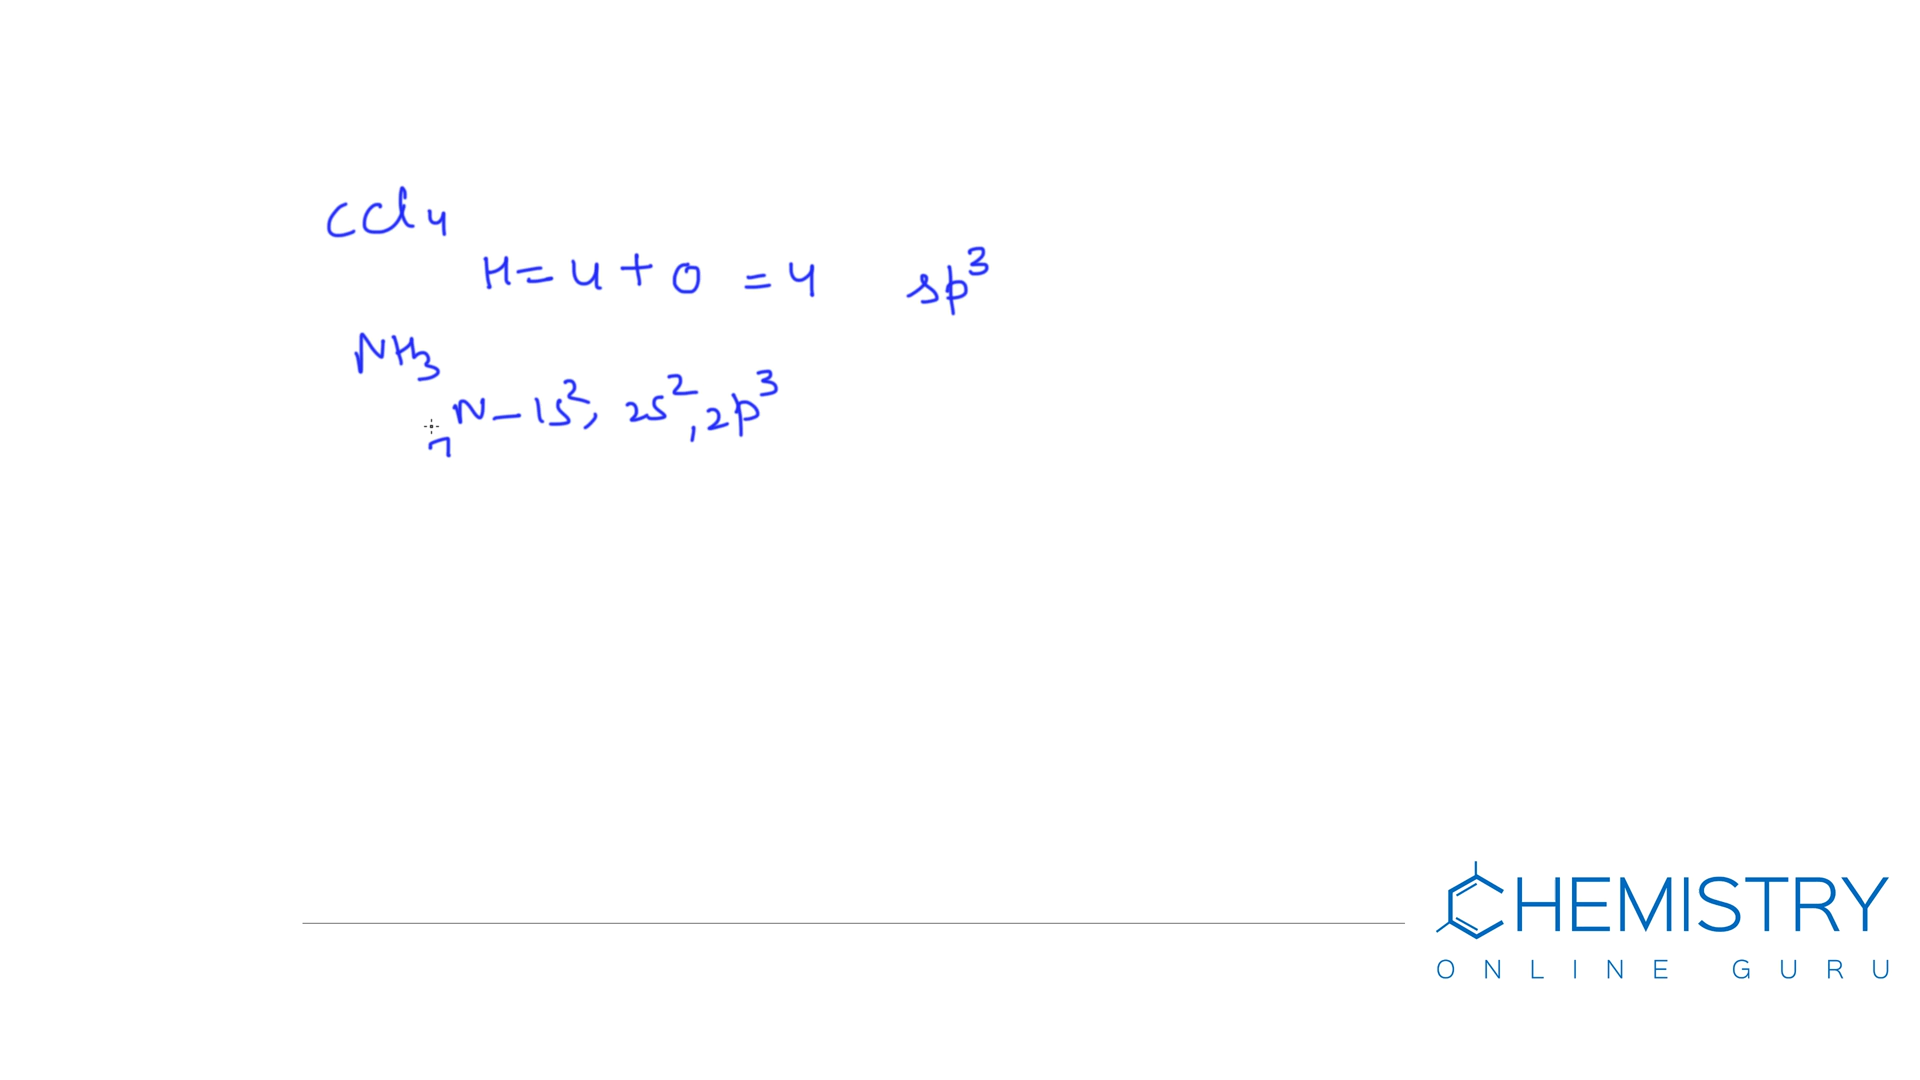 CCl₄
H = 4 + 0 = 4 sp³
NH₃
₇N – 1s², 2s², 2p³
CHEMISTRY
ONLINE GURU